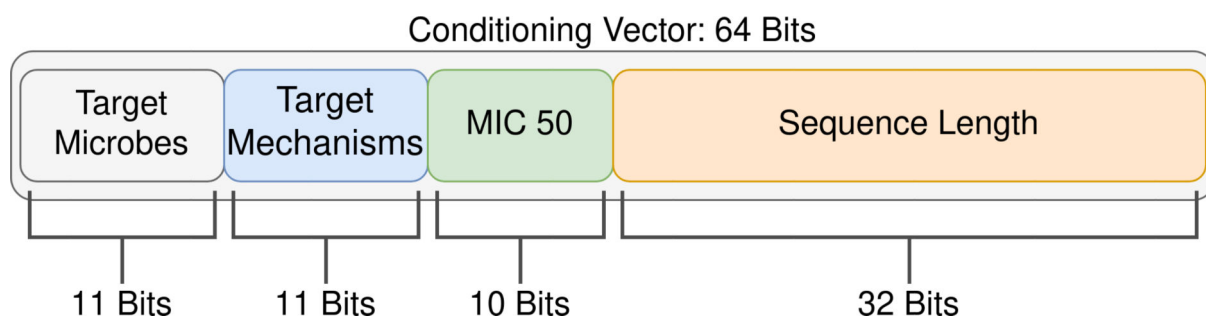 Conditioning Vector: 64 Bits
Target
Microbes
Target
Mechanisms
MIC 50
Sequence Length
11 Bits
11 Bits
10 Bits
32 Bits